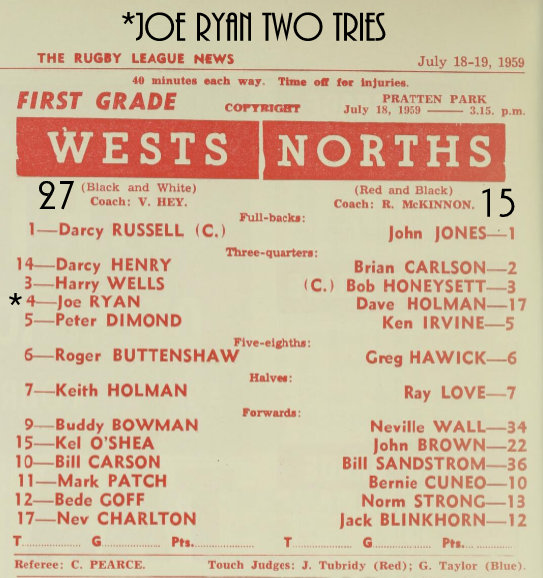 *JOE RYAN TWO TRIES
THE RUGBY LEAGUE NEWS July 18-19, 1959
40 minutes each way. Time off for injuries.
FIRST GRADE COPYRIGHT PRATTEN PARK
July 18, 1959 —— 3.15. p.m.
WESTS NORTHS
27 (Black and White) (Red and Black) 15
Coach: V. HEY. Coach: R. McKINNON.
Full-backs:
1—Darcy RUSSELL (C.) John JONES—1
Three-quarters:
14—Darcy HENRY Brian CARLSON—2
3—Harry WELLS (C.) Bob HONEYSETT—3
*4—Joe RYAN Dave HOLMAN—17
5—Peter DIMOND Ken IRVINE—5
Five-eighths:
6—Roger BUTTENSHAW Greg HAWICK—6
Halves:
7—Keith HOLMAN Ray LOVE—7
Forwards:
9—Buddy BOWMAN Neville WALL—34
15—Kel O'SHEA John BROWN—22
10—Bill CARSON Bill SANDSTROM—36
11—Mark PATCH Bernie CUNEO—10
12—Bede GOFF Norm STRONG—13
17—Nev CHARLTON Jack BLINKHORN—12
T.................. G.................. Pts.................. T.................. G.................. Pts..................
Referee: C. PEARCE. Touch Judges: J. Tubridy (Red); G. Taylor (Blue).